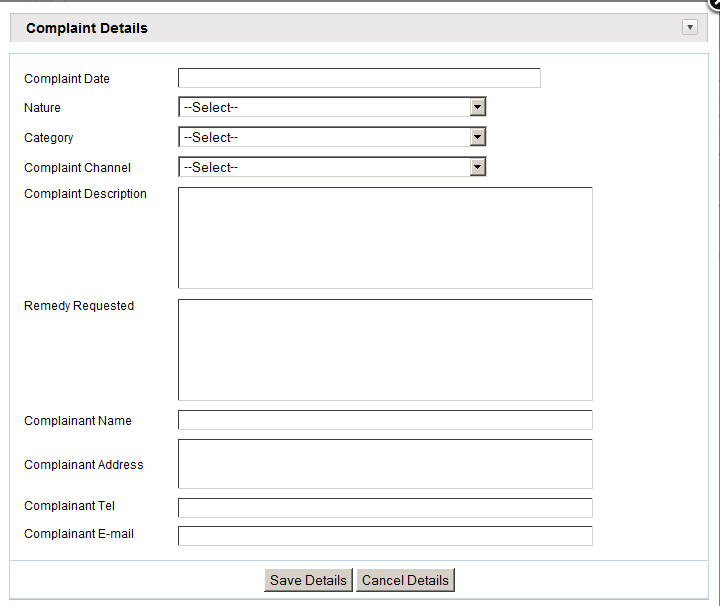 Complaint Details
Complaint Date
Nature --Select--
Category --Select--
Complaint Channel --Select--
Complaint Description
Remedy Requested
Complainant Name
Complainant Address
Complainant Tel
Complainant E-mail
Save Details Cancel Details